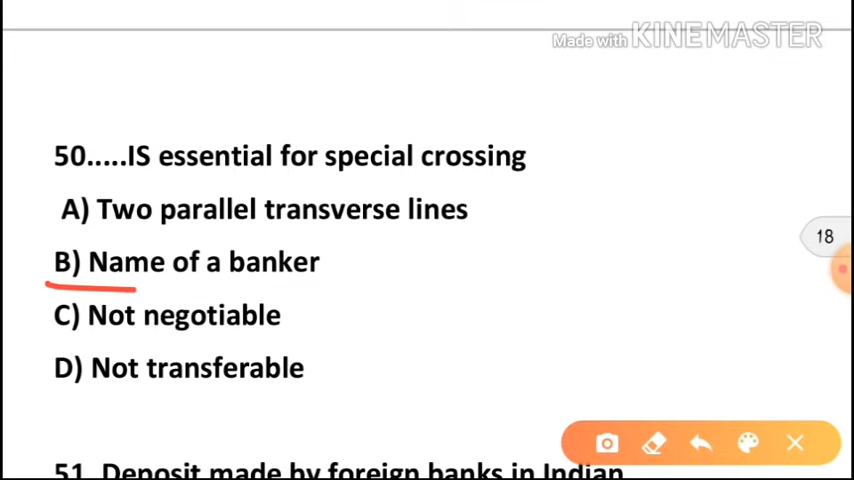 Made with KINEMASTER
50.....IS essential for special crossing
A) Two parallel transverse lines
18
B) Name of a banker
C) Not negotiable
D) Not transferable
51. Deposit made by foreign banks in Indian